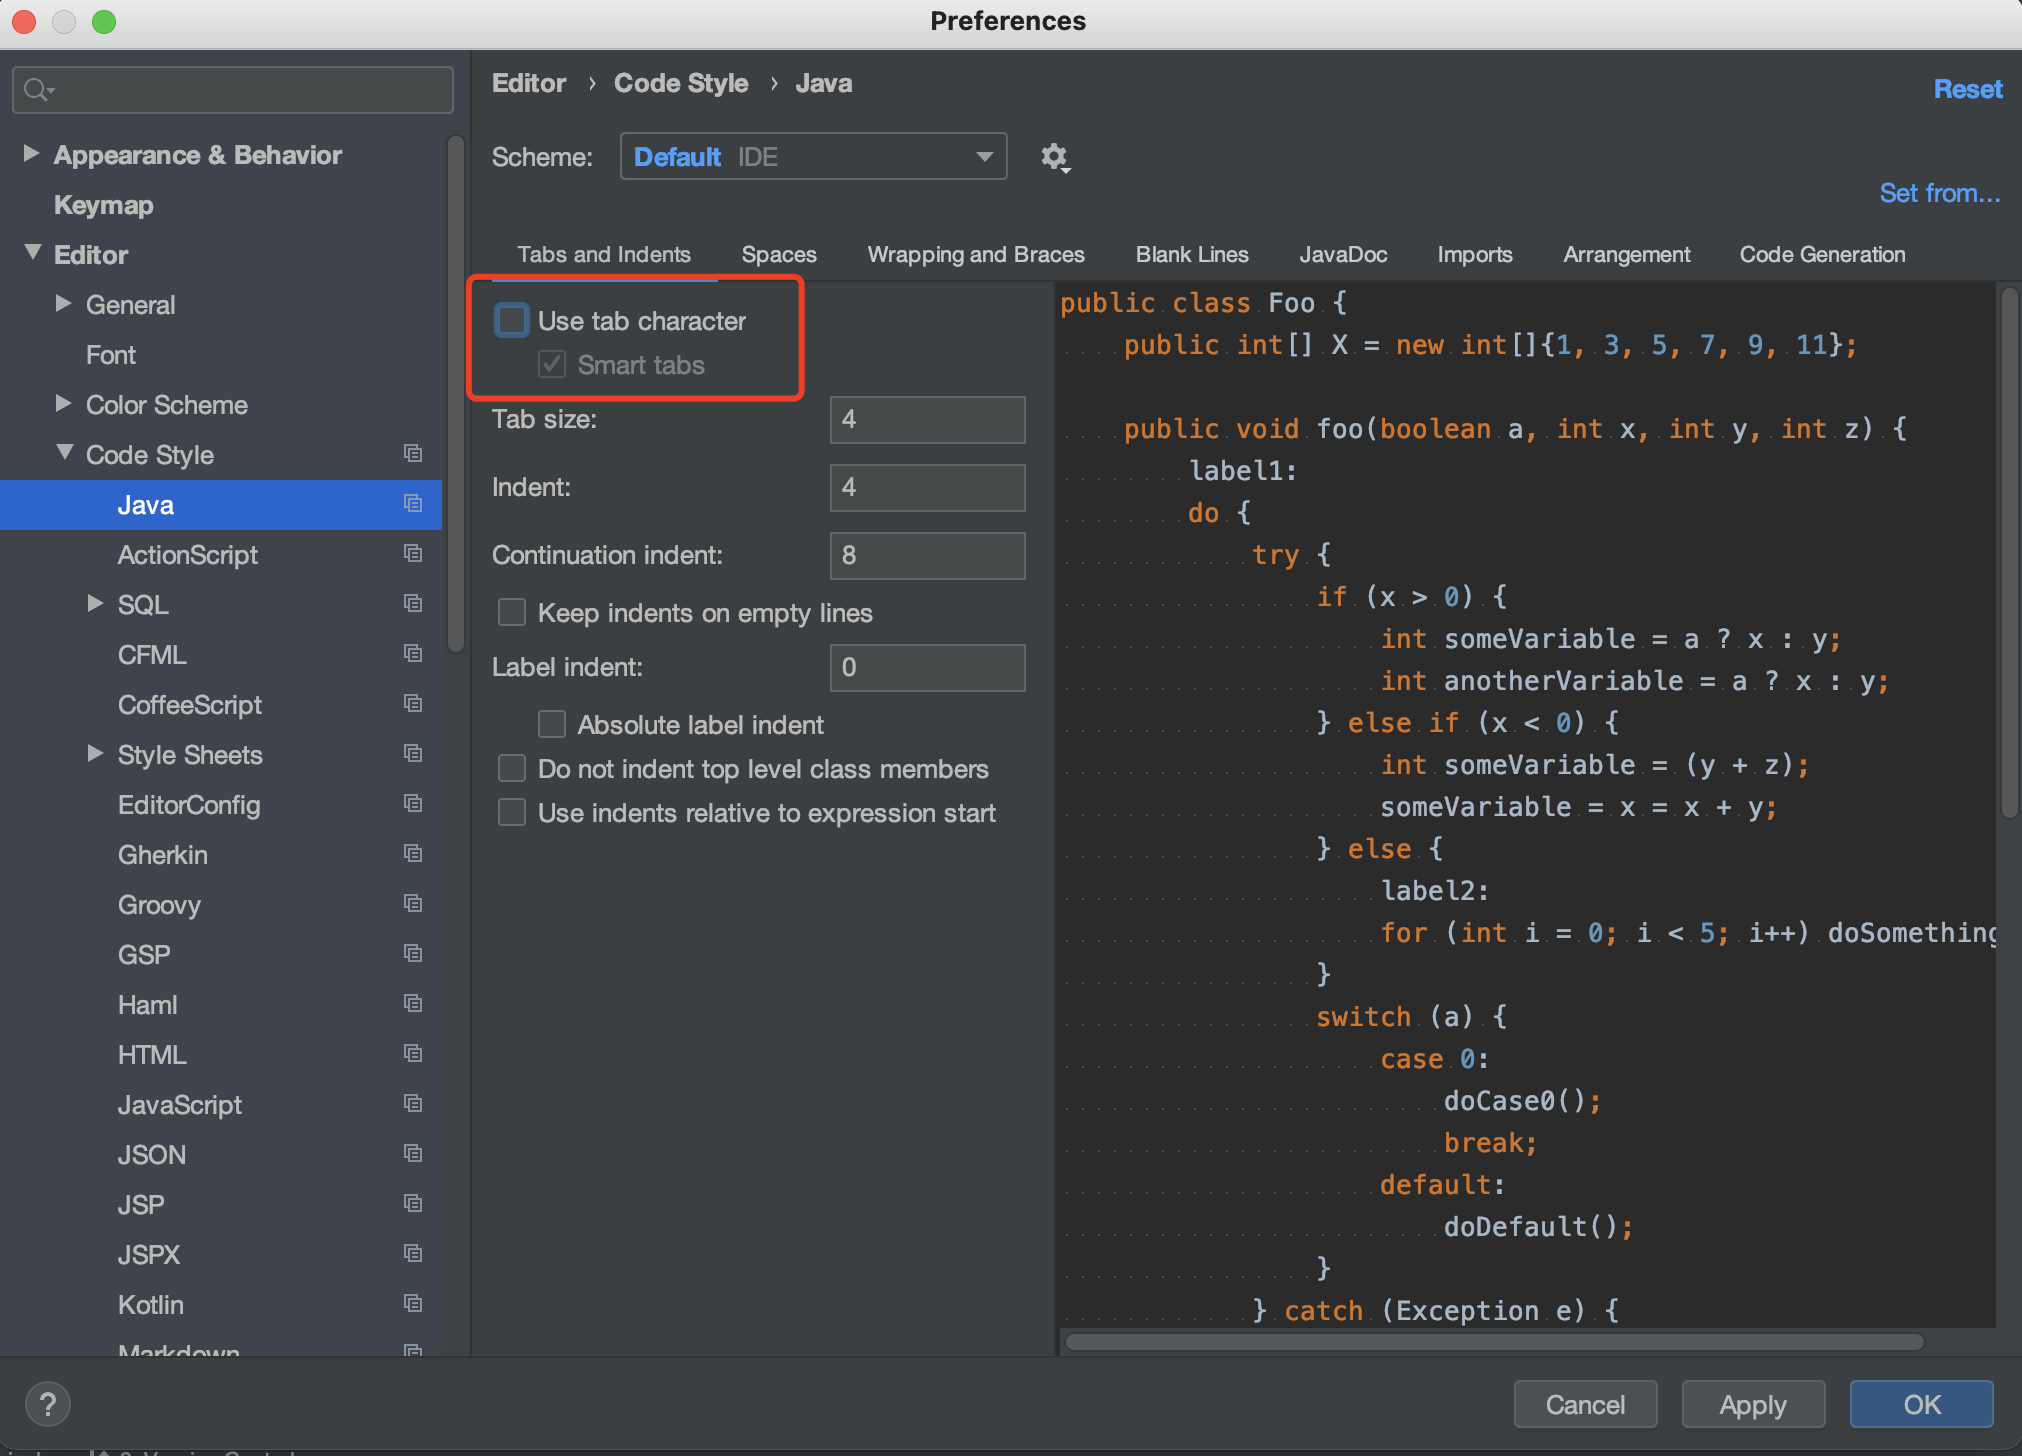 Preferences
Editor › Code Style › Java
Reset
Scheme: Default IDE
Set from...
Appearance & Behavior
Keymap
Editor
General
Font
Color Scheme
Code Style
Java
ActionScript
SQL
CFML
CoffeeScript
Style Sheets
EditorConfig
Gherkin
Groovy
GSP
Haml
HTML
JavaScript
JSON
JSP
JSPX
Kotlin
Markdown
Tabs and Indents Spaces Wrapping and Braces Blank Lines JavaDoc Imports Arrangement Code Generation
Use tab character
Smart tabs
Tab size: 4
Indent: 4
Continuation indent: 8
Keep indents on empty lines
Label indent: 0
Absolute label indent
Do not indent top level class members
Use indents relative to expression start
public class Foo {
public int[] X = new int[]{1, 3, 5, 7, 9, 11};
public void foo(boolean a, int x, int y, int z) {
label1:
do {
try {
if (x > 0) {
int someVariable = a ? x : y;
int anotherVariable = a ? x : y;
} else if (x < 0) {
int someVariable = (y + z);
someVariable = x = x + y;
} else {
label2:
for (int i = 0; i < 5; i++) doSomething
}
switch (a) {
case 0:
doCase0();
break;
default:
doDefault();
}
} catch (Exception e) {
?
Cancel Apply OK